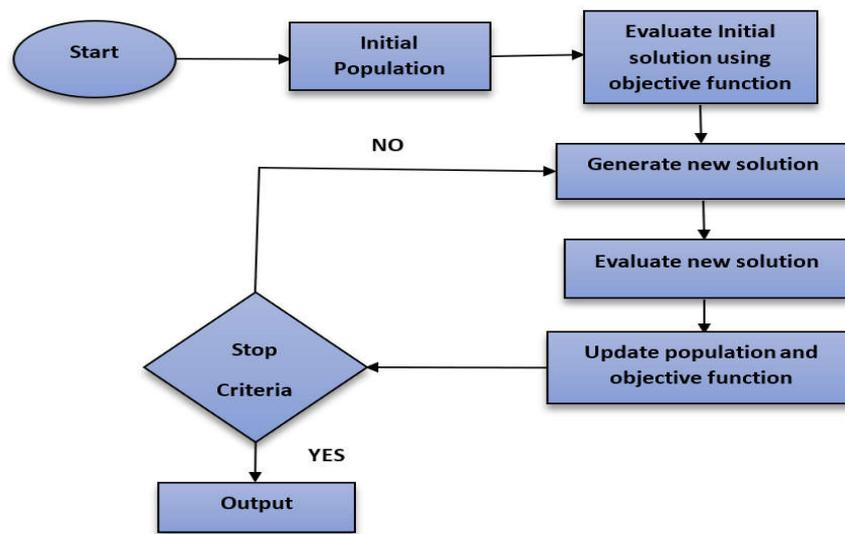 Start
Initial
Population
Evaluate Initial
solution using
objective function
NO
Generate new solution
Evaluate new solution
Update population and
objective function
Stop
Criteria
YES
Output